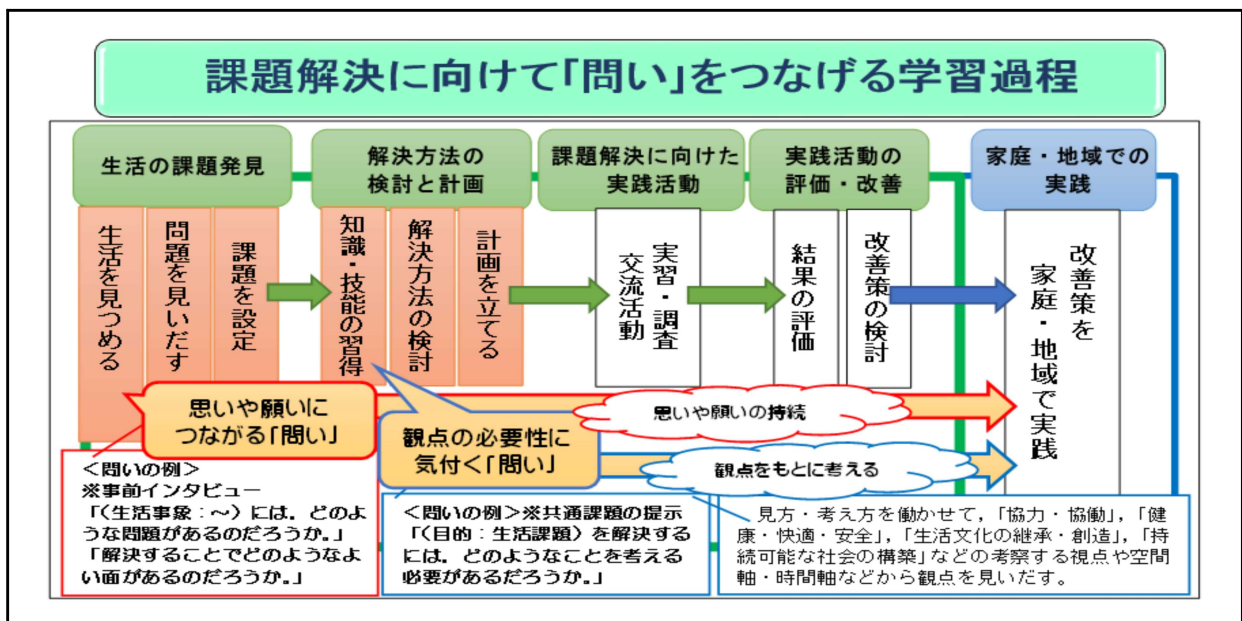 課題解決に向けて「問い」をつなげる学習過程
生活の課題発見
解決方法の
検討と計画
課題解決に向けた
実践活動
実践活動の
評価・改善
家庭・地域での
実践
生活を見つめる
問題を見いだす
課題を設定
知識・技能の習得
解決方法の検討
計画を立てる
実習・調査
交流活動
結果の評価
改善策の検討
改善策を
家庭・地域で実践
思いや願いに
つながる「問い」
思いや願いの持続
観点の必要性に
気付く「問い」
観点をもとに考える
＜問いの例＞
※事前インタビュー
「(生活事象：～)には，どのよ
うな問題があるのだろうか。」
「解決することでどのようなよ
い面があるのだろうか。」
＜問いの例＞※共通課題の提示
「(目的：生活課題)を解決する
には，どのようなことを考える
必要があるだろうか。」
見方・考え方を働かせて，「協力・協働」，「健
康・快適・安全」，「生活文化の継承・創造」，「持
続可能な社会の構築」などの考察する視点や空間
軸・時間軸などから観点を見いだす。